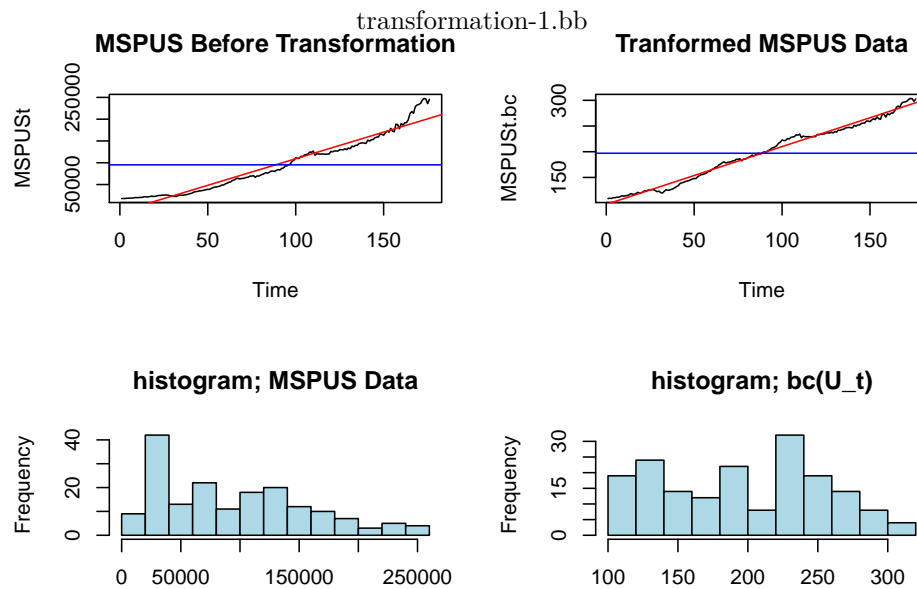 transformation-1.bb
MSPUS Before Transformation
MSPUSt
50000 250000
0 50 100 150
Time
Tranformed MSPUS Data
MSPUSt.bc
150 300
0 50 100 150
Time
histogram; MSPUS Data
Frequency
0 20 40
0 50000 150000 250000
histogram; bc(U_t)
Frequency
0 15 30
100 150 200 250 300